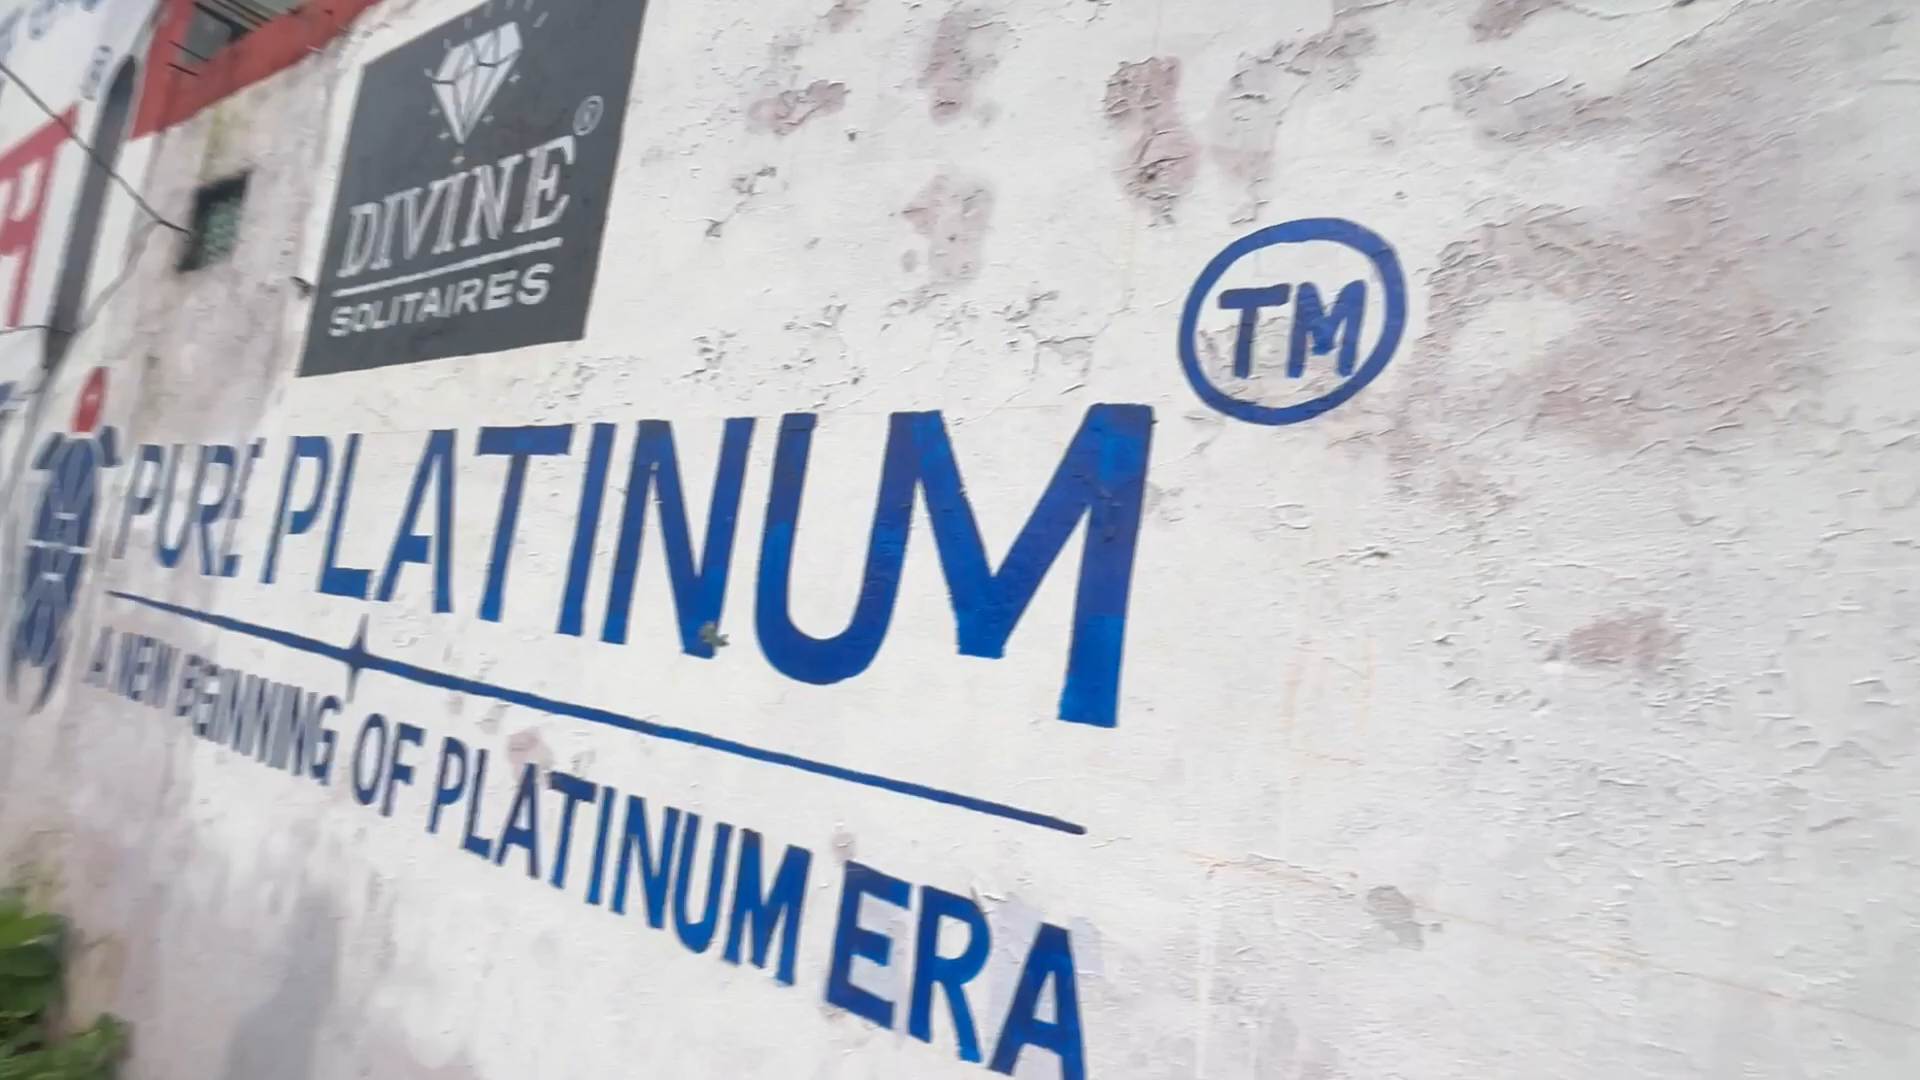 DIVINE®
SOLITAIRES
TM
PURE PLATINUM
A NEW BEGINNING OF PLATINUM ERA